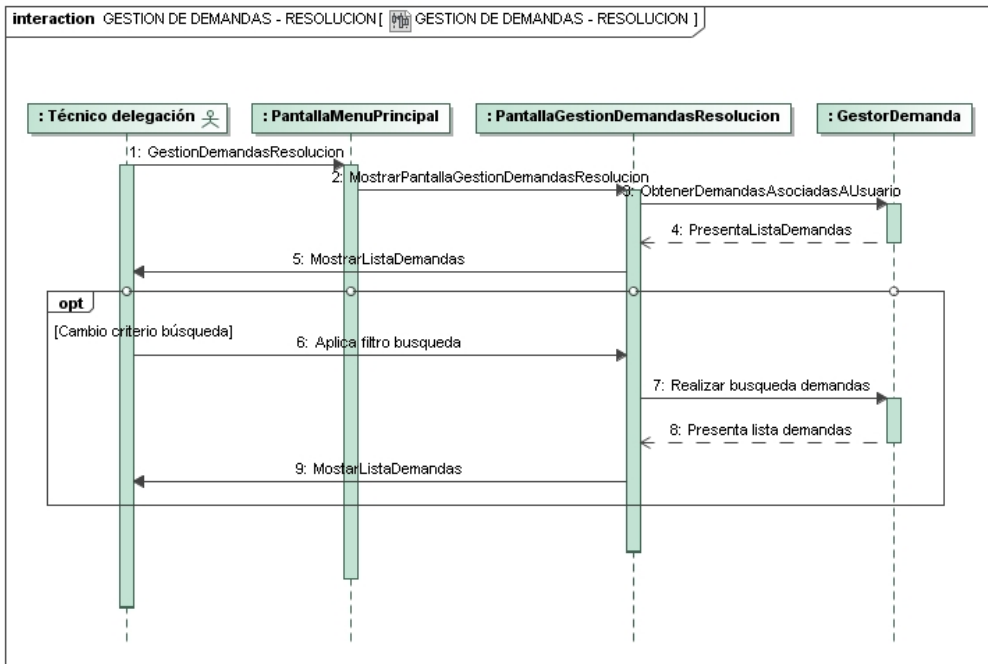 interaction GESTION DE DEMANDAS - RESOLUCION [ GESTION DE DEMANDAS - RESOLUCION ]
: Técnico delegación
: PantallaMenuPrincipal
: PantallaGestionDemandasResolucion
: GestorDemanda
1: GestionDemandasResolucion
2: MostrarPantallaGestionDemandasResolucion
3: ObtenerDemandasAsociadasAUsuario
4: PresentaListaDemandas
5: MostrarListaDemandas
opt
[Cambio criterio búsqueda]
6: Aplica filtro busqueda
7: Realizar busqueda demandas
8: Presenta lista demandas
9: MostarListaDemandas